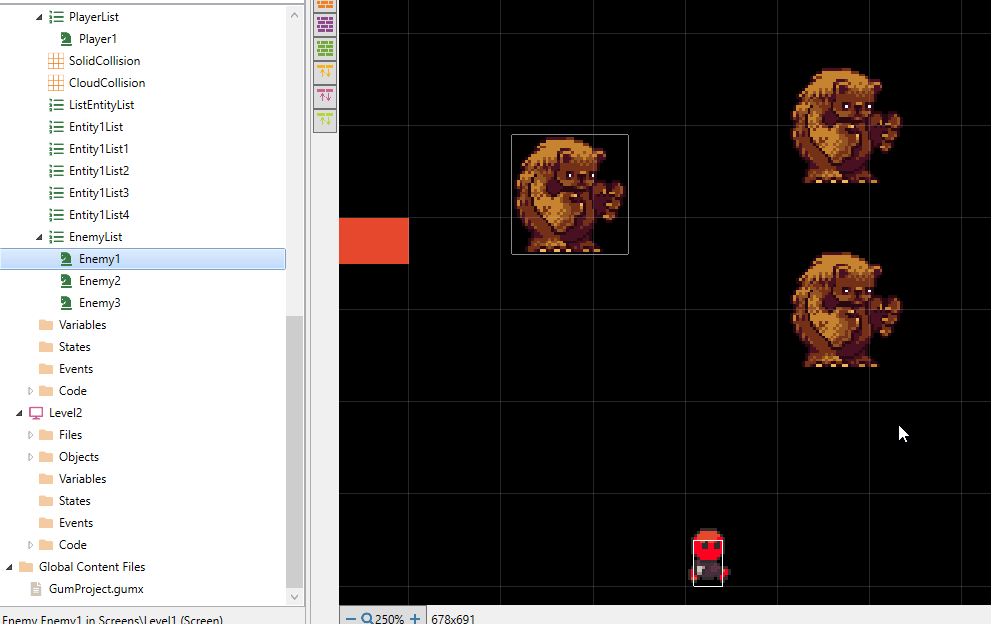 PlayerList
Player1
SolidCollision
CloudCollision
ListEntityList
Entity1List
Entity1List1
Entity1List2
Entity1List3
Entity1List4
EnemyList
Enemy1
Enemy2
Enemy3
Variables
States
Events
Code
Level2
Files
Objects
Variables
States
Events
Code
Global Content Files
GumProject.gumx
Enemy Enemy1 in Screens\Level1 (Screen)
250%
678x691